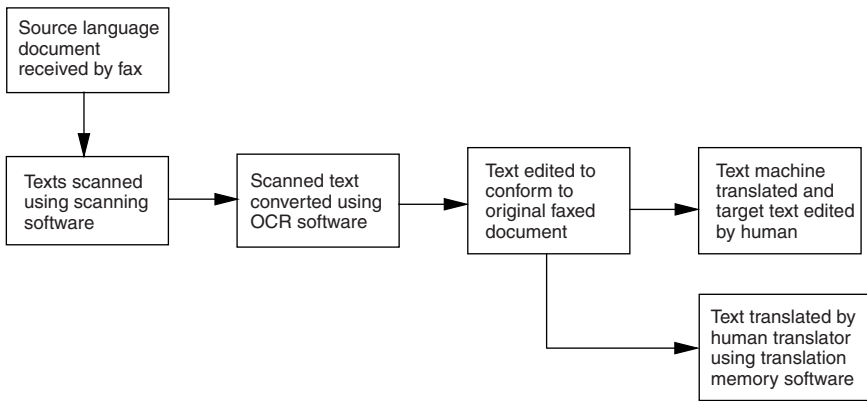 Source language
document
received by fax
Texts scanned
using scanning
software
Scanned text
converted using
OCR software
Text edited to
conform to
original faxed
document
Text machine
translated and
target text edited
by human
Text translated by
human translator
using translation
memory software